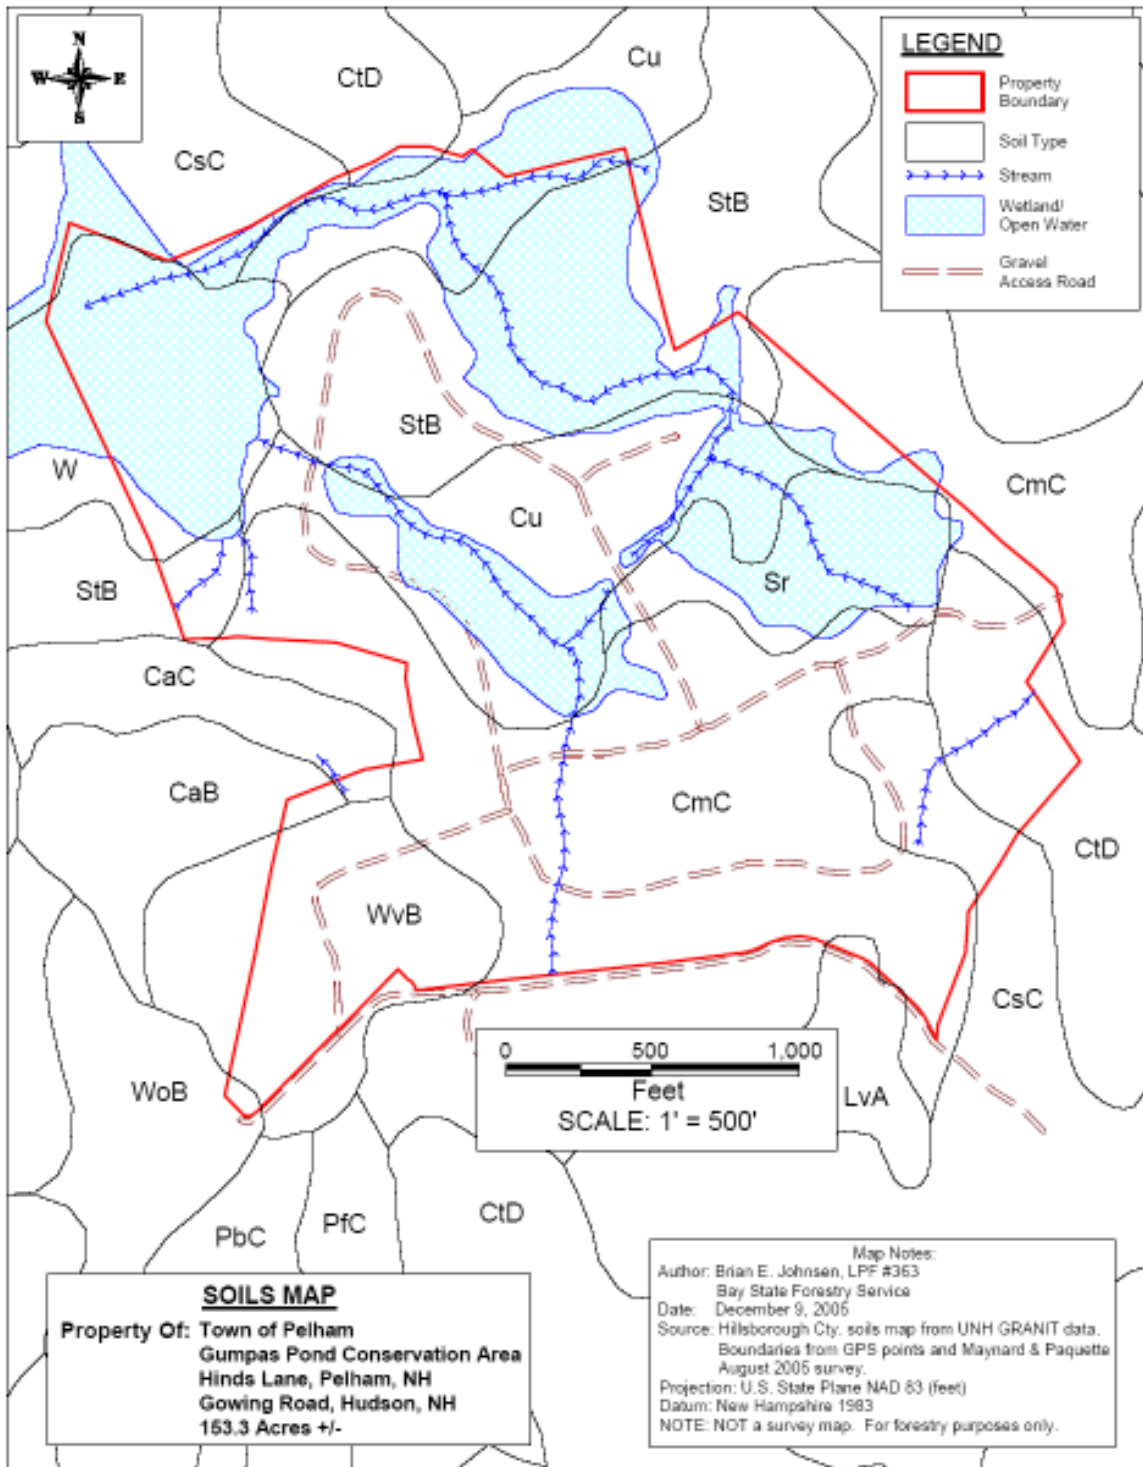 N
W E
S
LEGEND
Property
Boundary
Soil Type
Stream
Wetland/
Open Water
Gravel
Access Road
Cu
CtD
CsC
StB
StB
W
CmC
Cu
StB
Sr
CaC
CaB
CmC
CtD
WvB
CsC
WoB
LvA
0 500 1,000
Feet
SCALE: 1' = 500'
PbC
PfC
CtD
SOILS MAP
Property Of: Town of Pelham
Gumpas Pond Conservation Area
Hinds Lane, Pelham, NH
Gowing Road, Hudson, NH
153.3 Acres +/-
Map Notes:
Author: Brian E. Johnsen, LPF #363
Bay State Forestry Service
Date: December 9, 2005
Source: Hillsborough Cty. soils map from UNH GRANIT data.
Boundaries from GPS points and Maynard & Paquette
August 2005 survey.
Projection: U.S. State Plane NAD 83 (feet)
Datum: New Hampshire 1983
NOTE: NOT a survey map. For forestry purposes only.